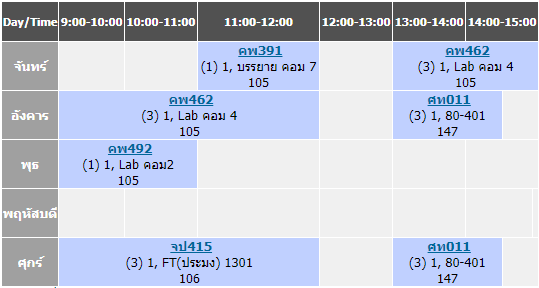 Day/Time 9:00-10:00 10:00-11:00 11:00-12:00 12:00-13:00 13:00-14:00 14:00-15:00
จันทร์
คพ391
(1) 1, บรรยาย คอม 7
105
คพ462
(3) 1, Lab คอม 4
105
อังคาร
คพ462
(3) 1, Lab คอม 4
105
ศท011
(3) 1, 80-401
147
พุธ
คพ492
(1) 1, Lab คอม2
105
พฤหัสบดี
ศุกร์
จป415
(3) 1, FT(ประมง) 1301
106
ศท011
(3) 1, 80-401
147